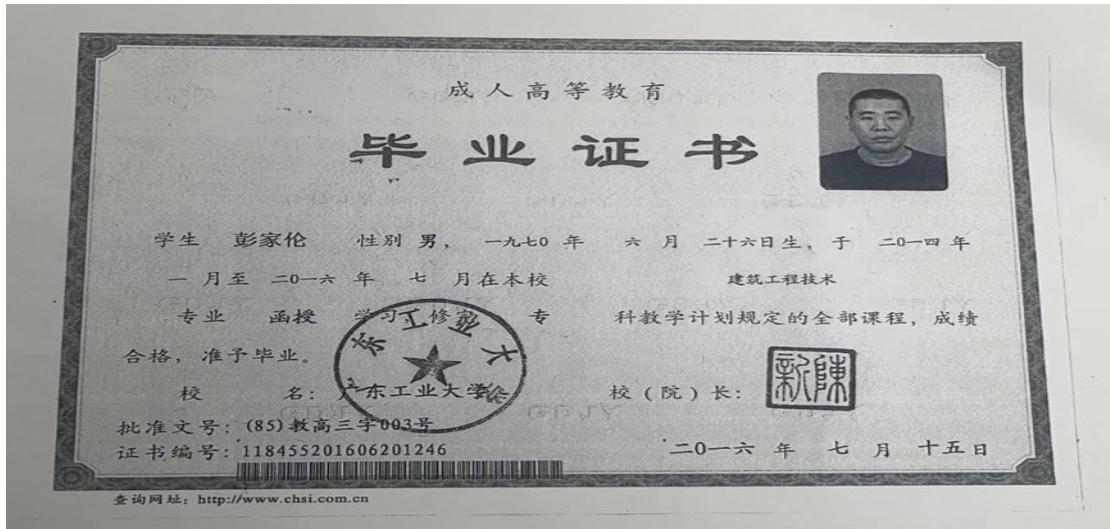 成人高等教育
毕业证书
学生 彭家伦 性别 男， 一九七0 年 六 月 二十六日生，于 二0一四 年
一 月至 二0一六 年 七 月在本校 建筑工程技术
专业 函授 学习 修完 专 科教学计划规定的全部课程，成绩
合格，准予毕业。
校 名：广东工业大学 校（院）长：
陳新
批准文号：(85)教高三字003号
证书编号：118455201606201246 二0一六 年 七 月 十五日
查询网址：http://www.chsi.com.cn